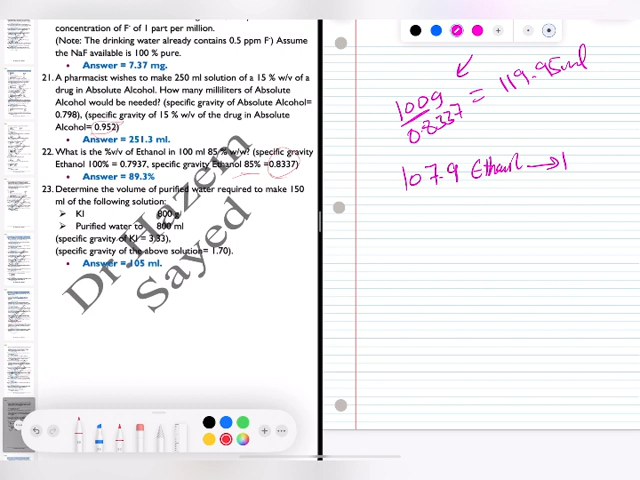 concentration of F⁻ of 1 part per million.
(Note: The drinking water already contains 0.5 ppm F⁻) Assume
the NaF available is 100 % pure.
• Answer = 7.37 mg.
21. A pharmacist wishes to make 250 ml solution of a 15 % w/v of a
drug in Absolute Alcohol. How many milliliters of Absolute
Alcohol would be needed? (specific gravity of Absolute Alcohol=
0.798), (specific gravity of 15 % w/v of the drug in Absolute
Alcohol= 0.952)
• Answer = 251.3 ml.
22. What is the %v/v of Ethanol in 100 ml 85 % w/w? (specific gravity
Ethanol 100% = 0.7937, specific gravity Ethanol 85% =0.8337)
• Answer = 89.3%
23. Determine the volume of purified water required to make 150
ml of the following solution:
➢ KI 800 g
➢ Purified water to 800 ml
(specific gravity of KI = 3.33),
(specific gravity of the above solution= 1.70).
• Answer = 105 ml.
Dr. Hazem
Sayed
100g
0.8337
= 119.95ml
107.9 Ethanol → 1